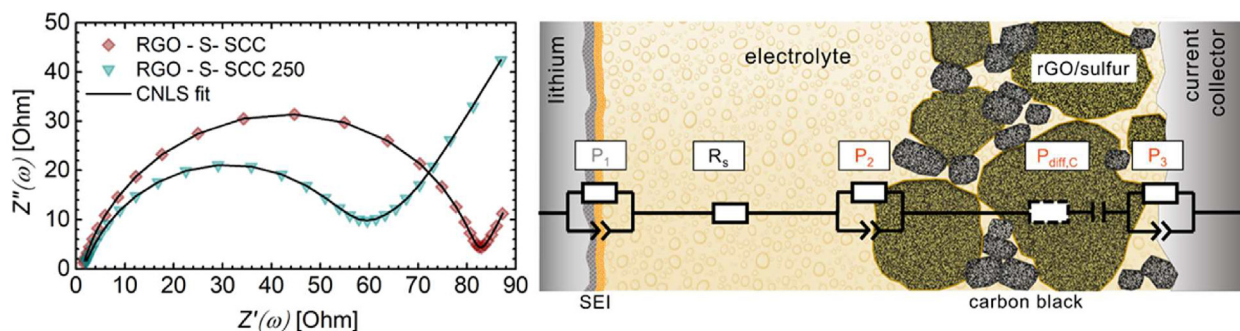 50
40
30
20
10
0
Z''(ω) [Ohm]
RGO - S- SCC
RGO - S- SCC 250
CNLS fit
0 10 20 30 40 50 60 70 80 90
Z'(ω) [Ohm]
lithium
electrolyte
rGO/sulfur
current
collector
P1
Rs
P2
Pdiff,C
P3
SEI
carbon black